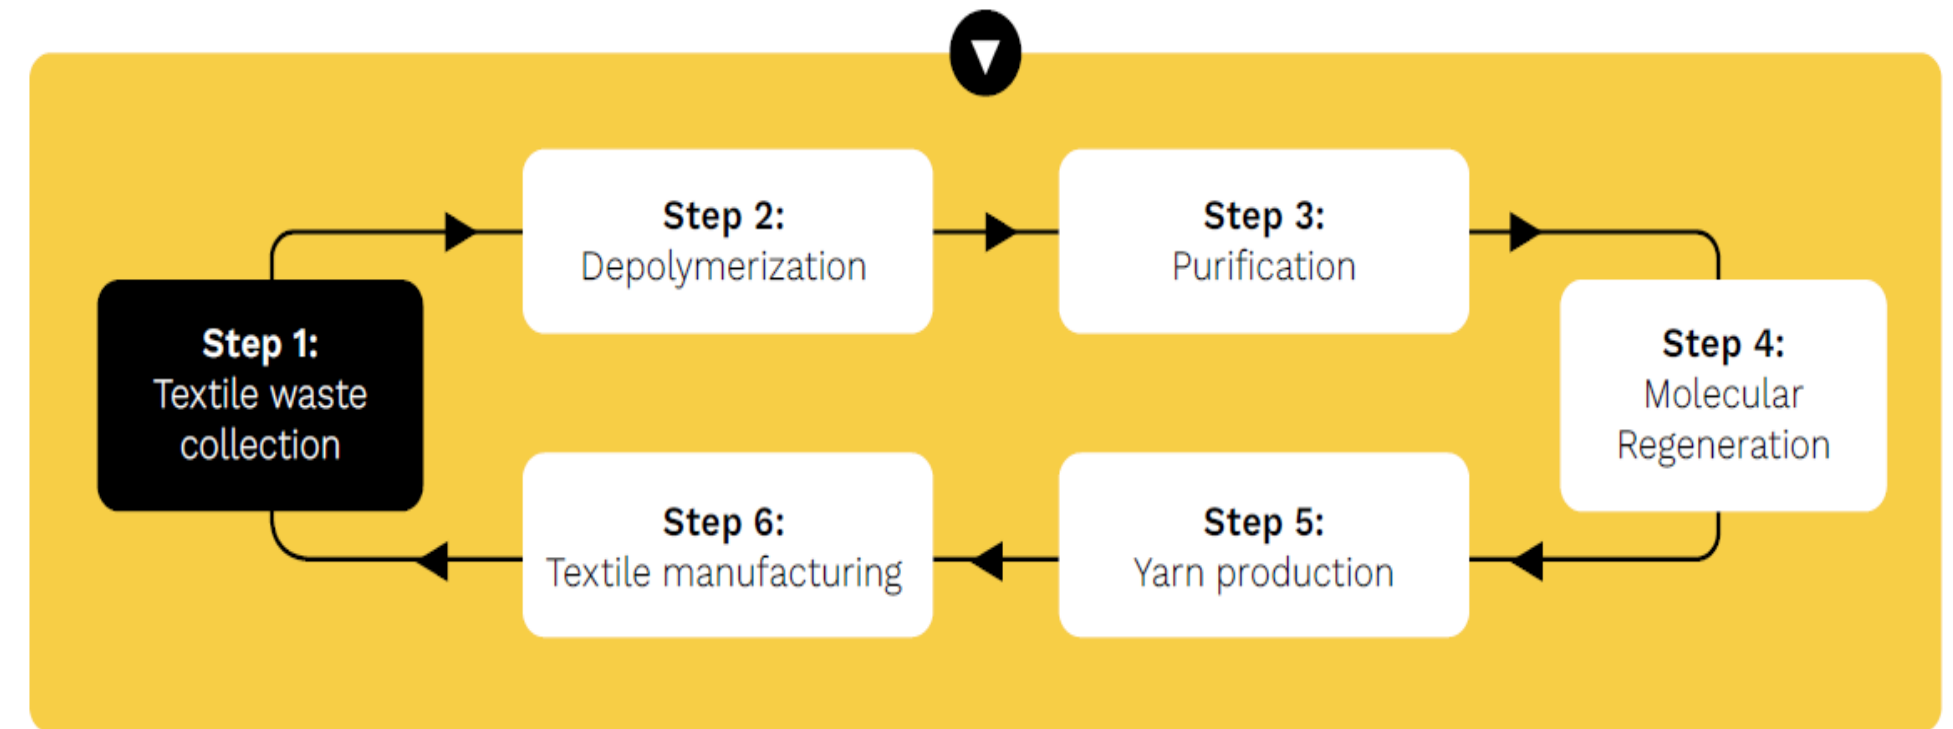 Step 1:
Textile waste
collection
Step 2:
Depolymerization
Step 3:
Purification
Step 4:
Molecular
Regeneration
Step 5:
Yarn production
Step 6:
Textile manufacturing